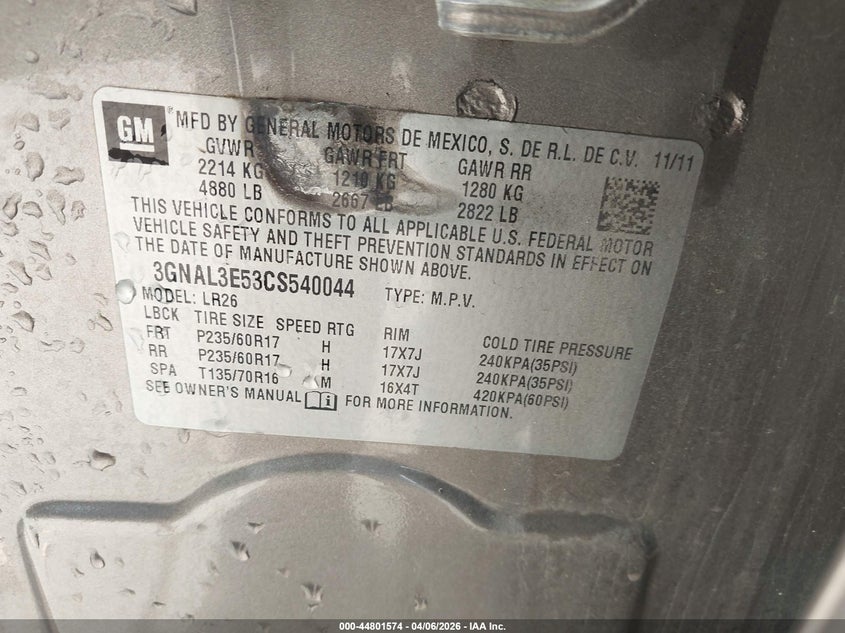 GM ® MFD BY GENERAL MOTORS DE MEXICO, S. DE R.L. DE C.V. 11/11
GVWR GAWR FRT GAWR RR
2214 KG 1210 KG 1280 KG
4880 LB 2667 LB 2822 LB
THIS VEHICLE CONFORMS TO ALL APPLICABLE U.S. FEDERAL MOTOR
VEHICLE SAFETY AND THEFT PREVENTION STANDARDS IN EFFECT ON
THE DATE OF MANUFACTURE SHOWN ABOVE.
3GNAL3E53CS540044 TYPE: M.P.V.
MODEL: LR26
LBCK TIRE SIZE SPEED RTG RIM COLD TIRE PRESSURE
FRT P235/60R17 H 17X7J 240KPA(35PSI)
RR P235/60R17 H 17X7J 240KPA(35PSI)
SPA T135/70R16 M 16X4T 420KPA(60PSI)
SEE OWNER'S MANUAL FOR MORE INFORMATION.
000-44801574 - 04/06/2026 - IAA Inc.